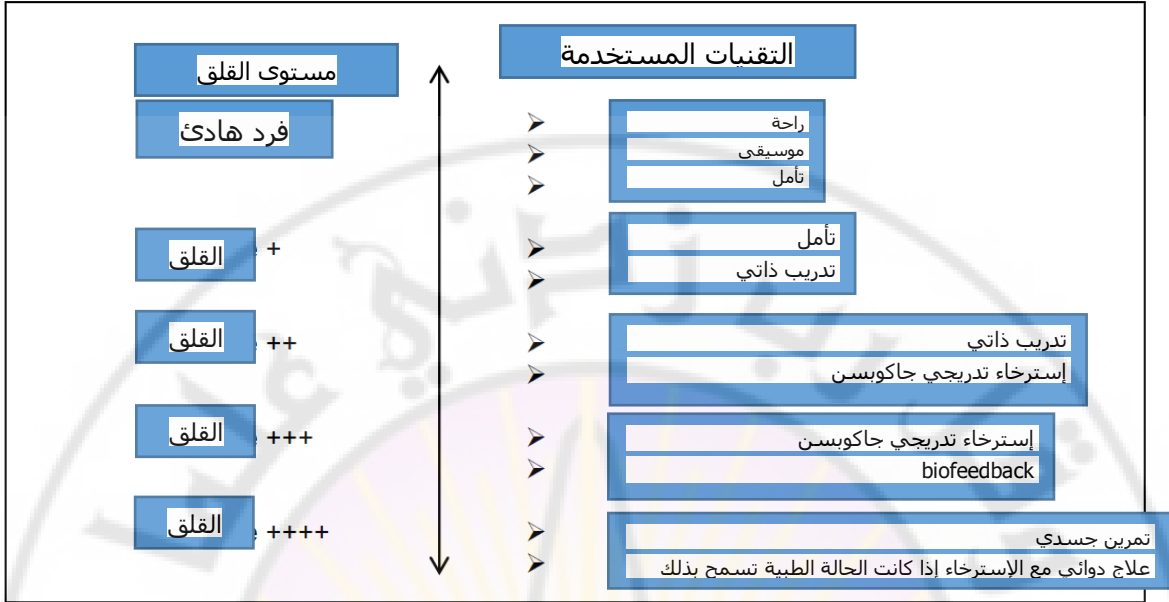 التقنيات المستخدمة
مستوى القلق
فرد هادئ
راحة
موسيقى
تأمل
القلق +
تأمل
تدريب ذاتي
القلق ++
تدريب ذاتي
إسترخاء تدريجي جاكوبسن
القلق +++
إسترخاء تدريجي جاكوبسن
biofeedback
القلق ++++
تمرين جسدي
علاج دوائي مع الإسترخاء إذا كانت الحالة الطبية تسمح بذلك